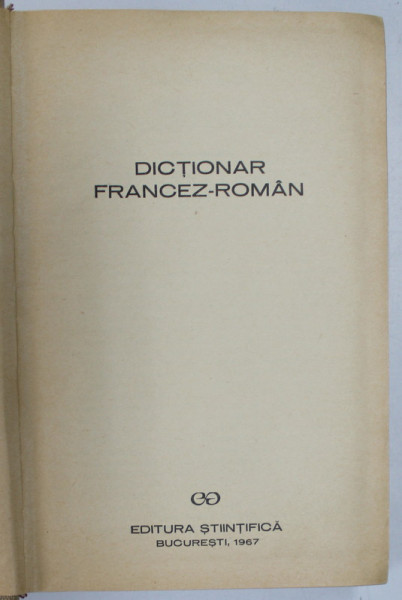 DICȚIONAR
FRANCEZ-ROMÂN
EDITURA ȘTIINȚIFICĂ
BUCUREȘTI, 1967